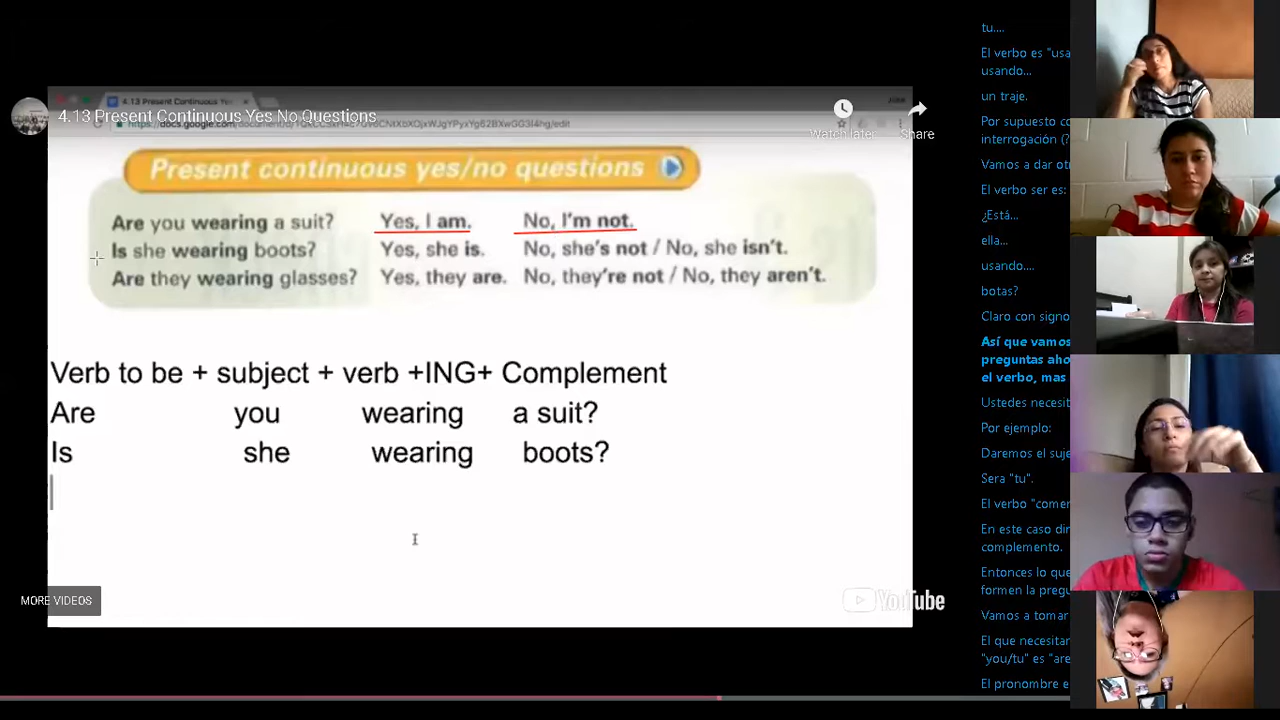 4.13 Present Continuous Yes No Questions
Watch later
Share
Present continuous yes/no questions
Are you wearing a suit? Yes, I am. No, I'm not.
Is she wearing boots? Yes, she is. No, she's not / No, she isn't.
Are they wearing glasses? Yes, they are. No, they're not / No, they aren't.
Verb to be + subject + verb +ING+ Complement
Are you wearing a suit?
Is she wearing boots?
MORE VIDEOS
YouTube
tu....
El verbo es "usa
usando...
un traje.
Por supuesto co
interrogación (?
Vamos a dar otr
El verbo ser es:
¿Está...
ella...
usando....
botas?
Claro con signo
Así que vamos
preguntas aho
el verbo, mas
Ustedes necesit
Por ejemplo:
Daremos el suje
Sera "tu".
El verbo "comer
En este caso dir
complemento.
Entonces lo que
formen la pregu
Vamos a tomar
El que necesitar
"you/tu" es "are
El pronombre e